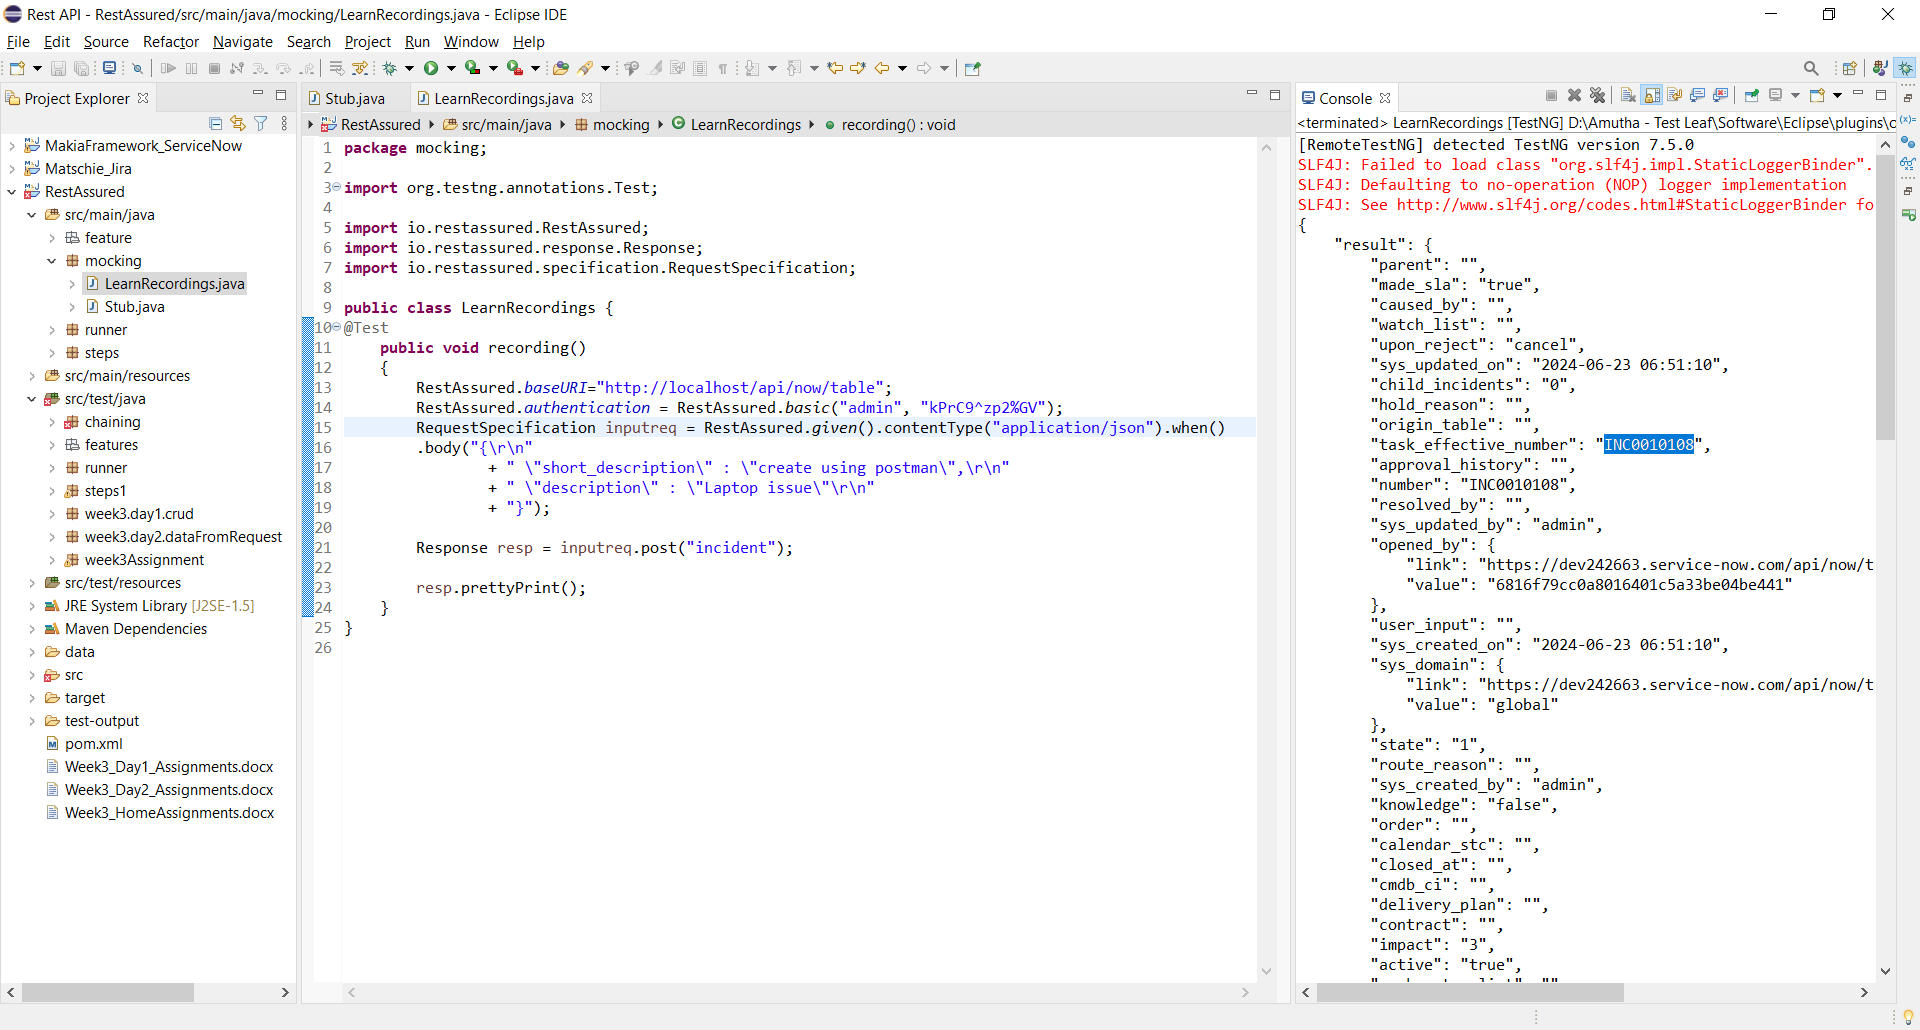 Rest API - RestAssured/src/main/java/mocking/LearnRecordings.java - Eclipse IDE
File Edit Source Refactor Navigate Search Project Run Window Help
Project Explorer
MakiaFramework_ServiceNow
Matschie_Jira
RestAssured
src/main/java
feature
mocking
LearnRecordings.java
Stub.java
runner
steps
src/main/resources
src/test/java
chaining
features
runner
steps1
week3.day1.crud
week3.day2.dataFromRequest
week3Assignment
src/test/resources
JRE System Library [J2SE-1.5]
Maven Dependencies
data
src
target
test-output
pom.xml
Week3_Day1_Assignments.docx
Week3_Day2_Assignments.docx
Week3_HomeAssignments.docx
Stub.java LearnRecordings.java
RestAssured src/main/java mocking LearnRecordings recording() : void
1 package mocking;
2
3 import org.testng.annotations.Test;
4
5 import io.restassured.RestAssured;
6 import io.restassured.response.Response;
7 import io.restassured.specification.RequestSpecification;
8
9 public class LearnRecordings {
10 @Test
11 public void recording()
12 {
13 RestAssured.baseURI="http://localhost/api/now/table";
14 RestAssured.authentication = RestAssured.basic("admin", "kPrC9^zp2%GV");
15 RequestSpecification inputreq = RestAssured.given().contentType("application/json").when()
16 .body("{\r\n"
17 + " \"short_description\" : \"create using postman\",\r\n"
18 + " \"description\" : \"Laptop issue\"\r\n"
19 + "}");
20
21 Response resp = inputreq.post("incident");
22
23 resp.prettyPrint();
24 }
25 }
26
Console
<terminated> LearnRecordings [TestNG] D:\Amutha - Test Leaf\Software\Eclipse\plugins\
[RemoteTestNG] detected TestNG version 7.5.0
SLF4J: Failed to load class "org.slf4j.impl.StaticLoggerBinder".
SLF4J: Defaulting to no-operation (NOP) logger implementation
SLF4J: See http://www.slf4j.org/codes.html#StaticLoggerBinder fo
{
"result": {
"parent": "",
"made_sla": "true",
"caused_by": "",
"watch_list": "",
"upon_reject": "cancel",
"sys_updated_on": "2024-06-23 06:51:10",
"child_incidents": "0",
"hold_reason": "",
"origin_table": "",
"task_effective_number": "INC0010108",
"approval_history": "",
"number": "INC0010108",
"resolved_by": "",
"sys_updated_by": "admin",
"opened_by": {
"link": "https://dev242663.service-now.com/api/now/t
"value": "6816f79cc0a8016401c5a33be04be441"
},
"user_input": "",
"sys_created_on": "2024-06-23 06:51:10",
"sys_domain": {
"link": "https://dev242663.service-now.com/api/now/t
"value": "global"
},
"state": "1",
"route_reason": "",
"sys_created_by": "admin",
"knowledge": "false",
"order": "",
"calendar_stc": "",
"closed_at": "",
"cmdb_ci": "",
"delivery_plan": "",
"contract": "",
"impact": "3",
"active": "true",